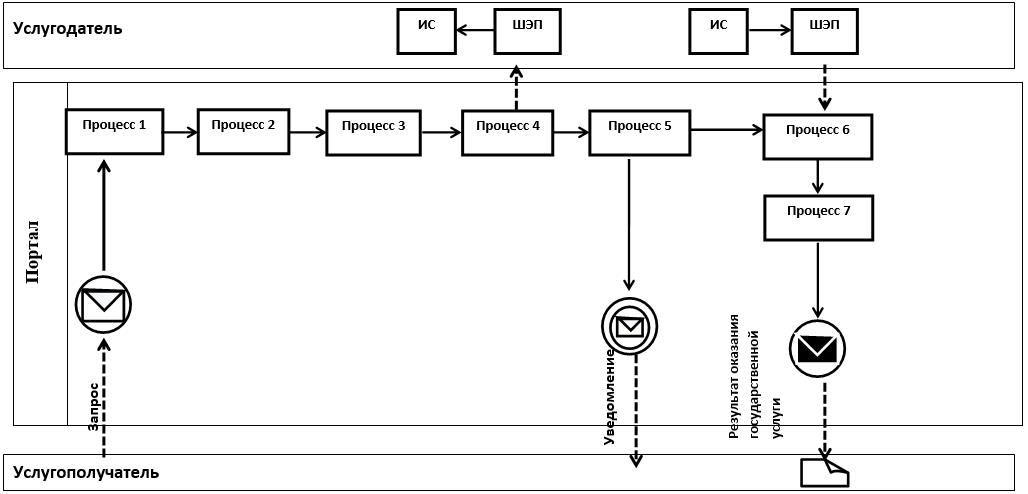 Услугодатель
ИС
ШЭП
ИС
ШЭП
Портал
Процесс 1
Процесс 2
Процесс 3
Процесс 4
Процесс 5
Процесс 6
Процесс 7
Запрос
Уведомление
Результат оказания
государственной
услуги
Услугополучатель